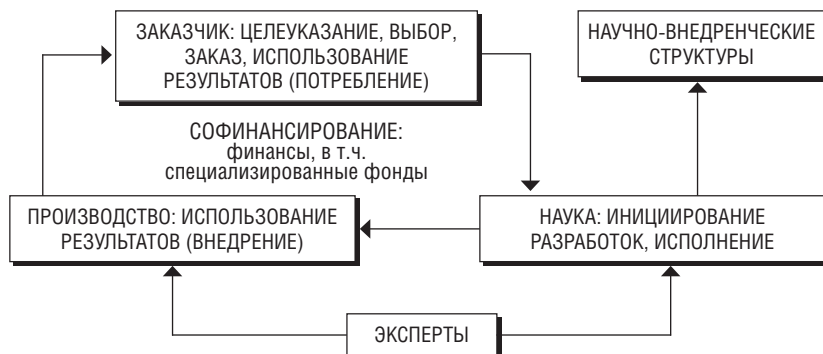 ЗАКАЗЧИК: ЦЕЛЕУКАЗАНИЕ, ВЫБОР,
ЗАКАЗ, ИСПОЛЬЗОВАНИЕ
РЕЗУЛЬТАТОВ (ПОТРЕБЛЕНИЕ)
НАУЧНО-ВНЕДРЕНЧЕСКИЕ
СТРУКТУРЫ
СОФИНАНСИРОВАНИЕ:
финансы, в т.ч.
специализированные фонды
ПРОИЗВОДСТВО: ИСПОЛЬЗОВАНИЕ
РЕЗУЛЬТАТОВ (ВНЕДРЕНИЕ)
НАУКА: ИНИЦИИРОВАНИЕ
РАЗРАБОТОК, ИСПОЛНЕНИЕ
ЭКСПЕРТЫ